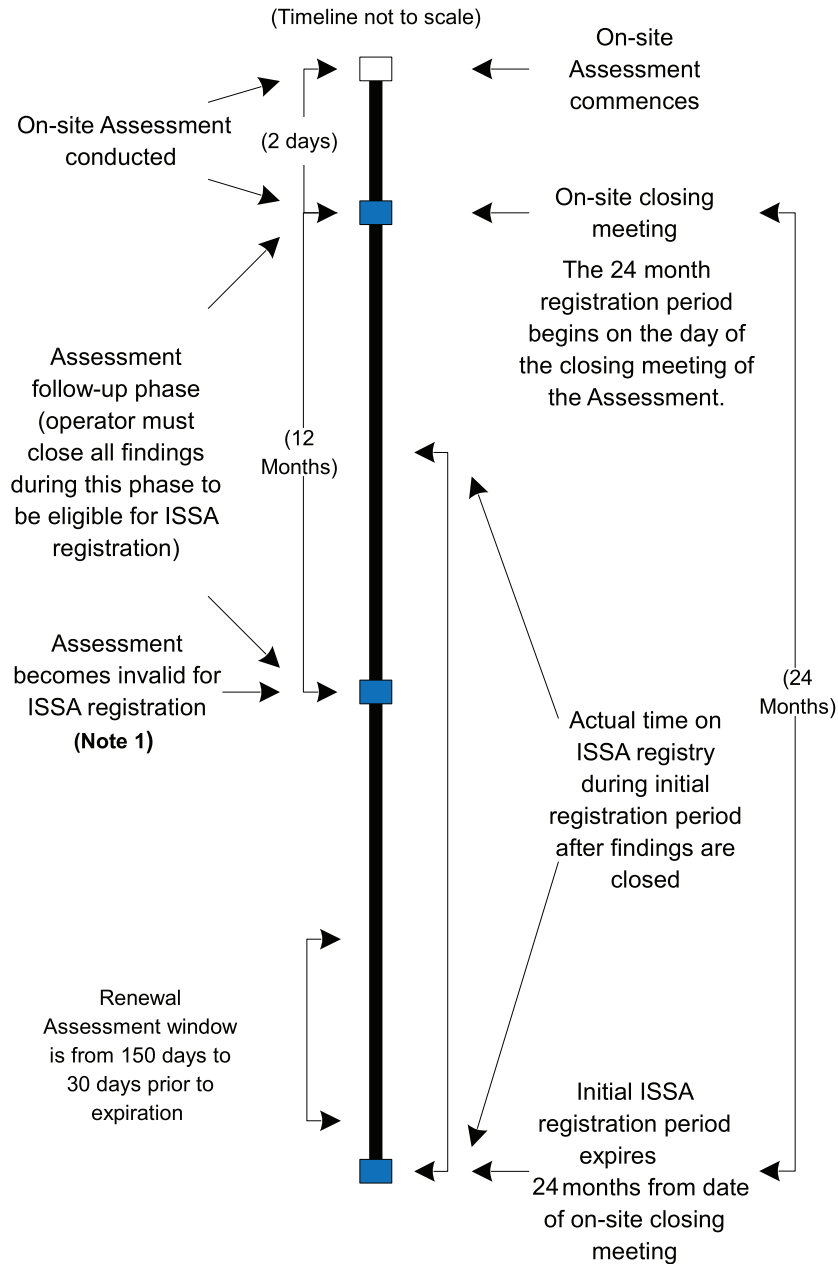 (Timeline not to scale)
On-site
Assessment
commences
On-site Assessment
conducted
(2 days)
On-site closing
meeting
The 24 month
registration period
begins on the day of
the closing meeting of
the Assessment.
Assessment
follow-up phase
(operator must
close all findings
during this phase to
be eligible for ISSA
registration)
(12
Months)
Assessment
becomes invalid for
ISSA registration
(Note 1)
(24
Months)
Actual time on
ISSA registry
during initial
registration period
after findings are
closed
Renewal
Assessment window
is from 150 days to
30 days prior to
expiration
Initial ISSA
registration period
expires
24 months from date
of on-site closing
meeting